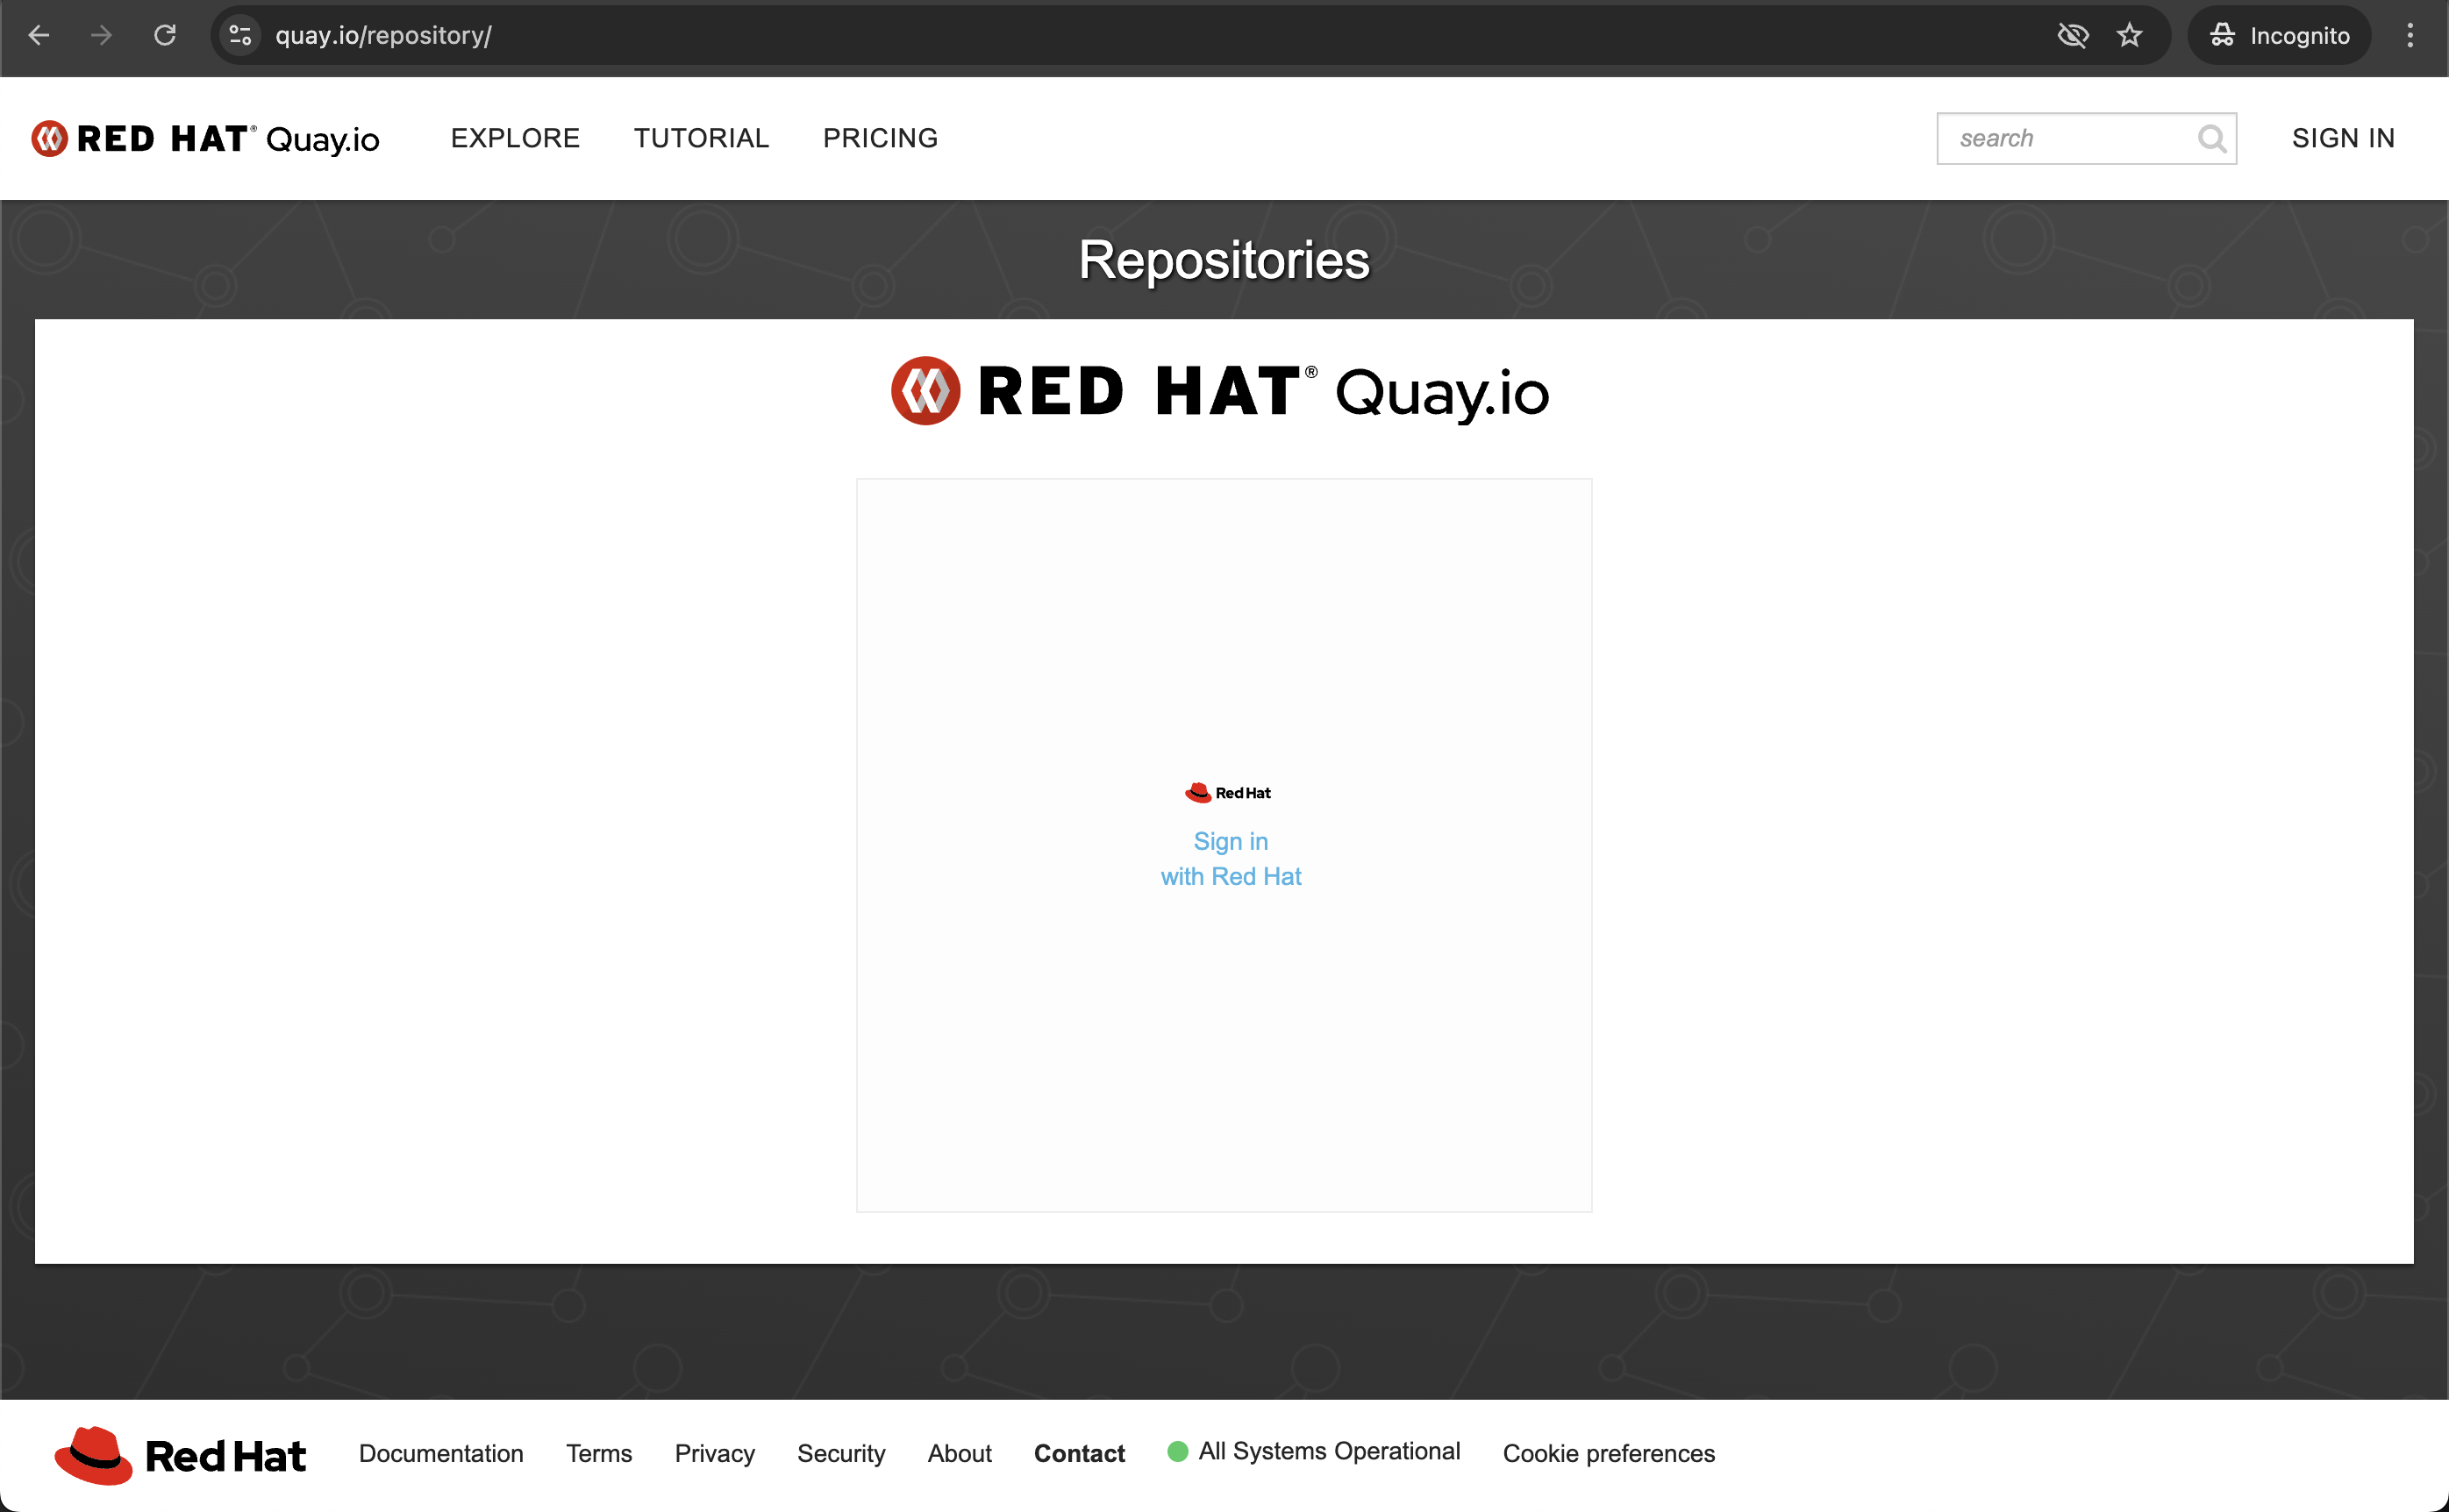 quay.io/repository/
Incognito
RED HAT® Quay.io
EXPLORE
TUTORIAL
PRICING
search
SIGN IN
Repositories
RED HAT® Quay.io
Red Hat
Sign in
with Red Hat
Red Hat
Documentation
Terms
Privacy
Security
About
Contact
All Systems Operational
Cookie preferences